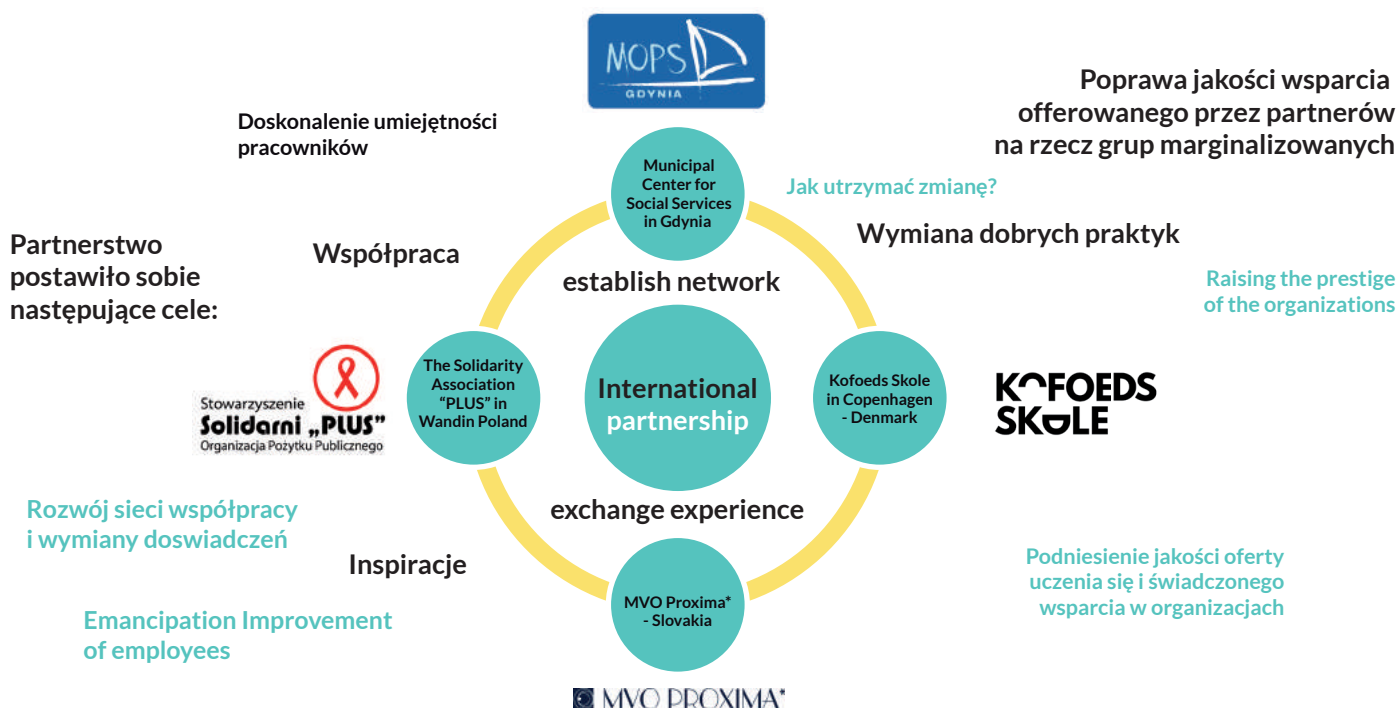 MOPS
GDYNIA
Poprawa jakości wsparcia
offerowanego przez partnerów
na rzecz grup marginalizowanych
Doskonalenie umiejętności
pracowników
Municipal
Center for
Social Services
in Gdynia
Jak utrzymać zmianę?
Wymiana dobrych praktyk
Partnerstwo
postawiło sobie
następujące cele:
Współpraca
establish network
Raising the prestige
of the organizations
Stowarzyszenie
Solidarni „PLUS”
Organizacja Pożytku Publicznego
The Solidarity
Association
“PLUS” in
Wandin Poland
International
partnership
Kofoeds Skole
in Copenhagen
- Denmark
KOFOEDS
SKOLE
exchange experience
Rozwój sieci współpracy
i wymiany doswiadczeń
Inspiracje
Podniesienie jakości oferty
uczenia się i świadczonego
wsparcia w organizacjach
Emancipation Improvement
of employees
MVO Proxima*
- Slovakia
MVO PROXIMA*